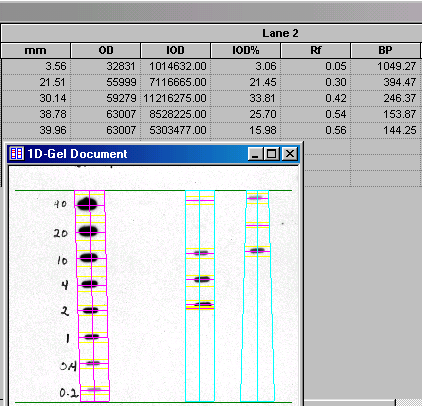 Lane 2
mm OD IOD IOD% Rf BP
3.56 32831 1014632.00 3.06 0.05 1049.27
21.51 55999 7116665.00 21.45 0.30 394.47
30.14 59279 11216275.00 33.81 0.42 246.37
38.78 63007 8528225.00 25.70 0.54 153.87
39.96 63007 5303477.00 15.98 0.56 144.25
1D-Gel Document
40
20
10
4
2
1
0.4
0.2